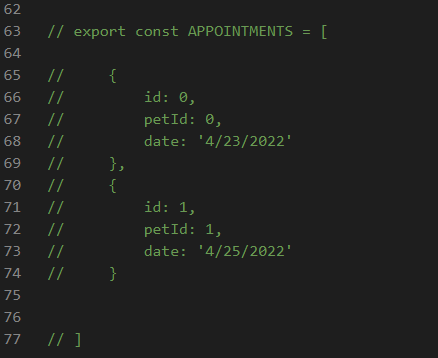 62
63 // export const APPOINTMENTS = [
64
65 //     {
66 //         id: 0,
67 //         petId: 0,
68 //         date: '4/23/2022'
69 //     },
70 //     {
71 //         id: 1,
72 //         petId: 1,
73 //         date: '4/25/2022'
74 //     }
75
76
77 // ]